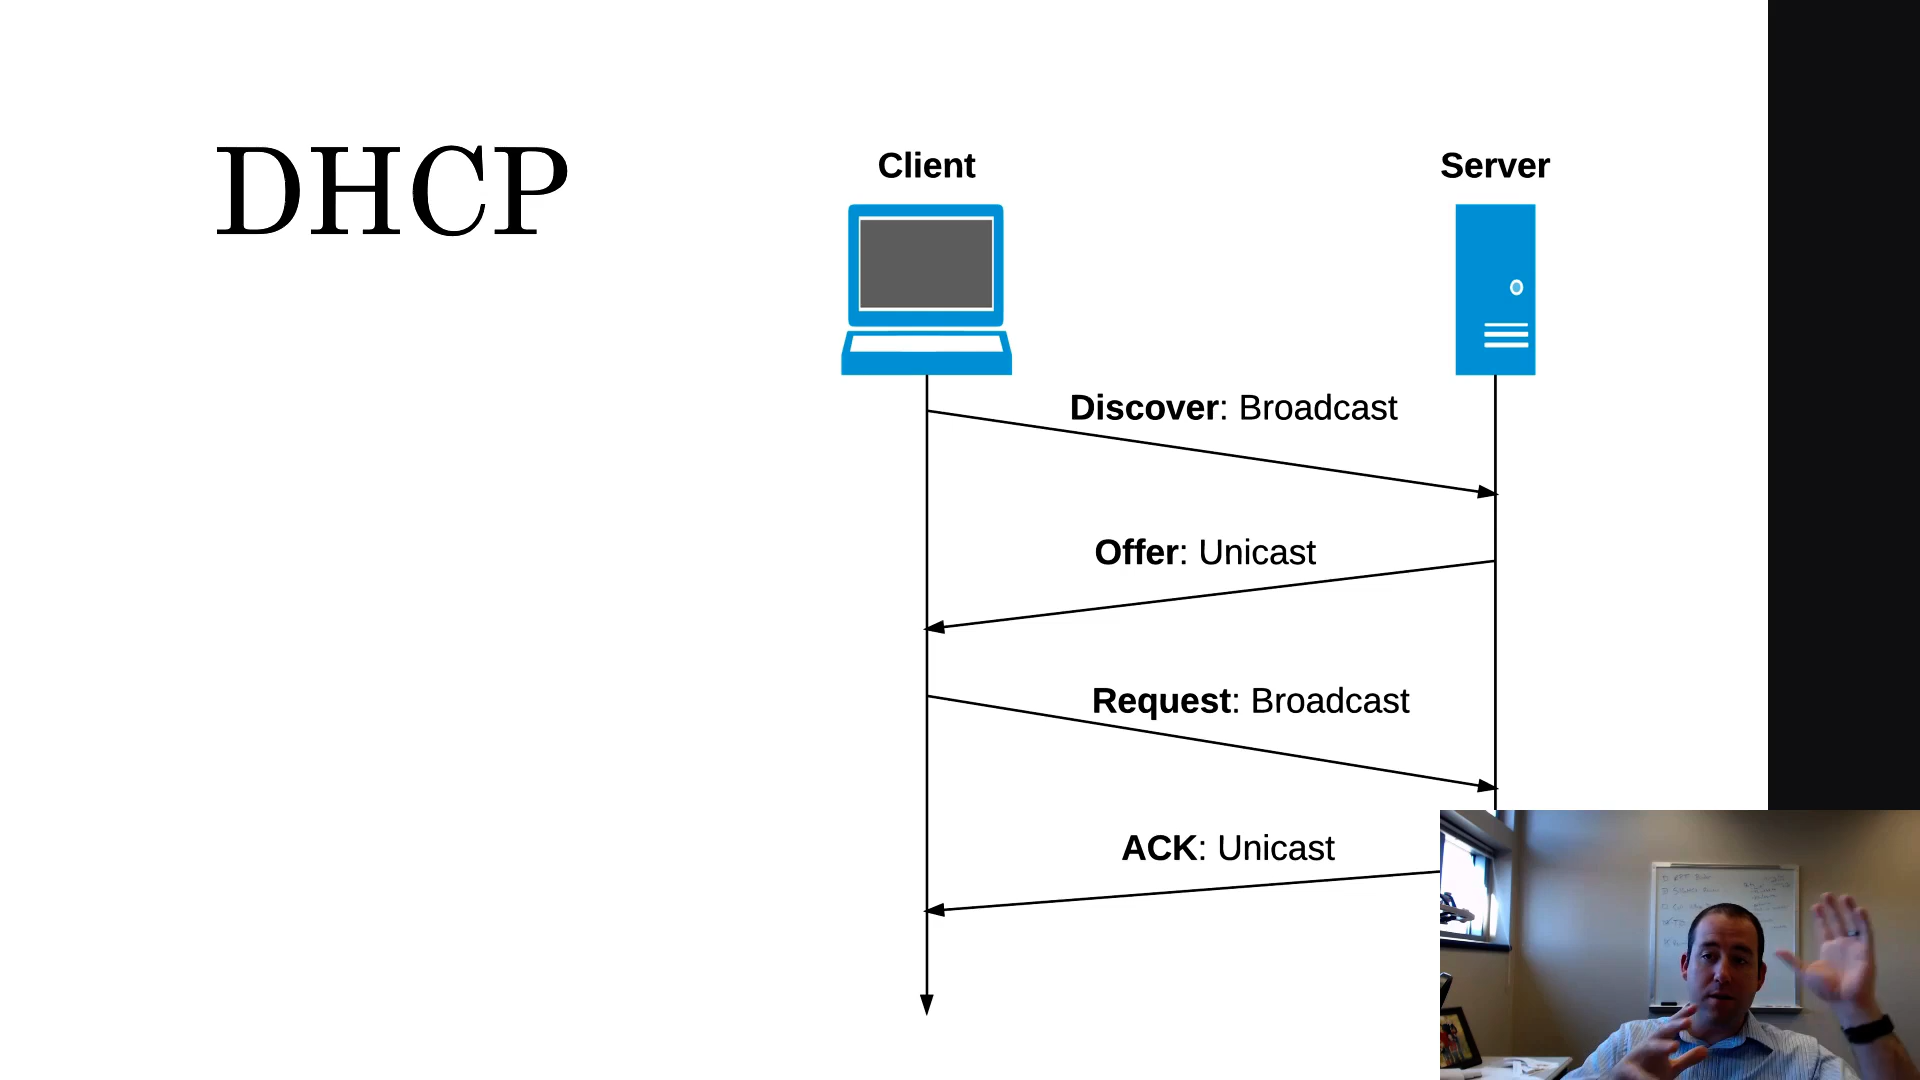 DHCP
Client
Server
Discover: Broadcast
Offer: Unicast
Request: Broadcast
ACK: Unicast